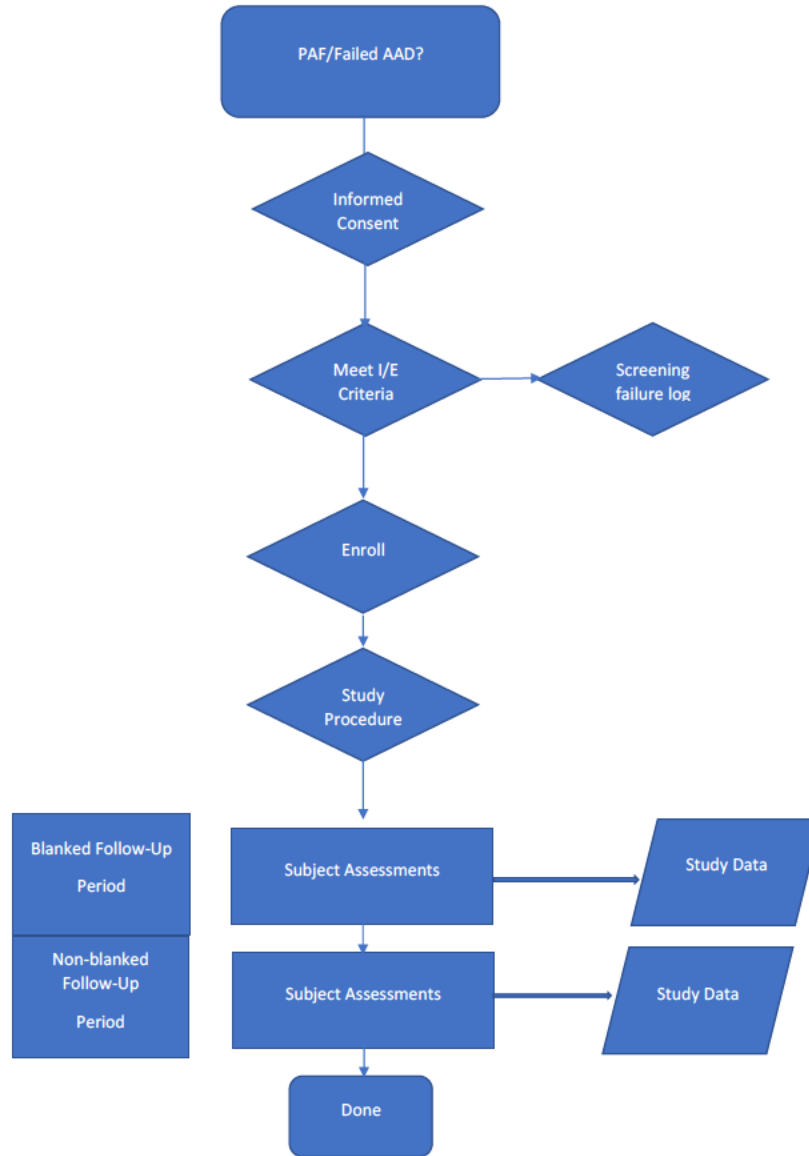 PAF/Failed AAD?
Informed
Consent
Meet I/E
Criteria
Screening
failure log
Enroll
Study
Procedure
Blanked Follow-Up
Period
Subject Assessments
Study Data
Non-blanked
Follow-Up
Period
Subject Assessments
Study Data
Done